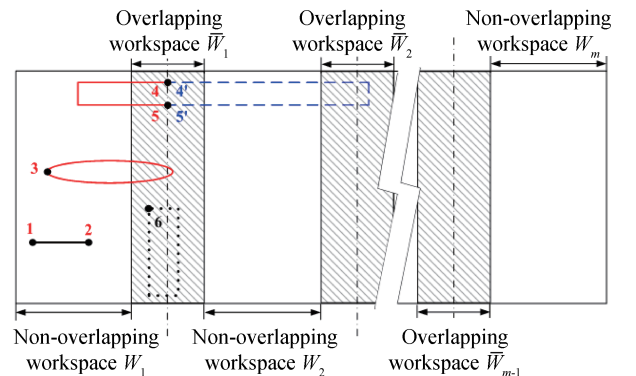 Overlapping
workspace W̅₁
Overlapping
workspace W̅₂
Non-overlapping
workspace Wₘ
4 4'
5 5'
3
6
1 2
Non-overlapping
workspace W₁
Non-overlapping
workspace W₂
Overlapping
workspace W̅ₘ₋₁